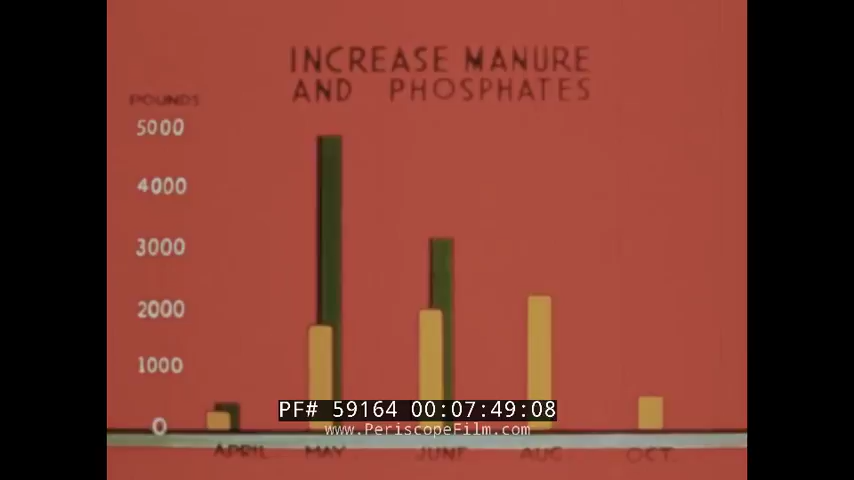 INCREASE MANURE
AND PHOSPHATES
POUNDS
5000
4000
3000
2000
1000
0
APRIL MAY JUNE AUG OCT.
PF# 59164 00:07:49:08
www.PeriscopeFilm.com